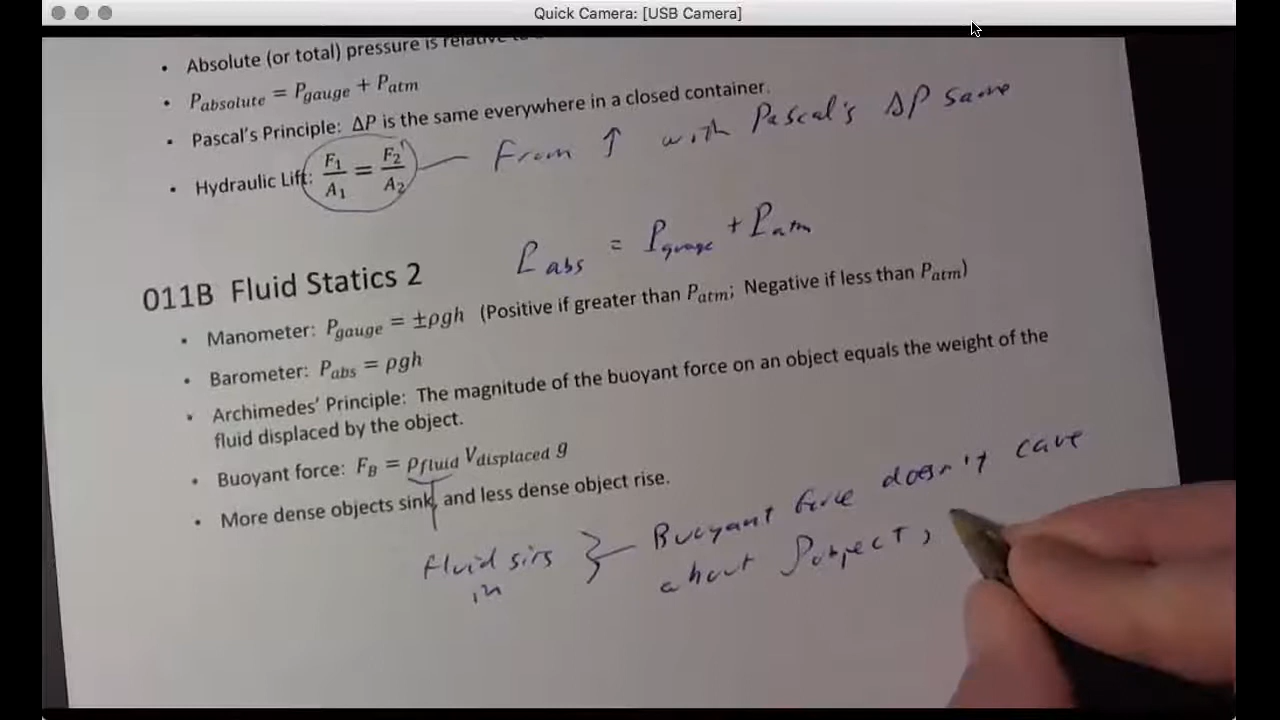 Quick Camera: [USB Camera]
• Absolute (or total) pressure is relative to
• P_absolute = P_gauge + P_atm
• Pascal's Principle: ΔP is the same everywhere in a closed container.
• Hydraulic Lift: F₁/A₁ = F₂/A₂ — From ↑ with Pascal's ΔP same
P_abs = P_guage + P_atm
011B Fluid Statics 2
• Manometer: P_gauge = ±ρgh (Positive if greater than P_atm; Negative if less than P_atm)
• Barometer: P_abs = ρgh
• Archimedes' Principle: The magnitude of the buoyant force on an object equals the weight of the
fluid displaced by the object.
• Buoyant force: F_B = ρ_fluid V_displaced g
• More dense objects sink, and less dense object rise.
fluid sits
in
} — Buoyant force doesn't care
about ρ_object,